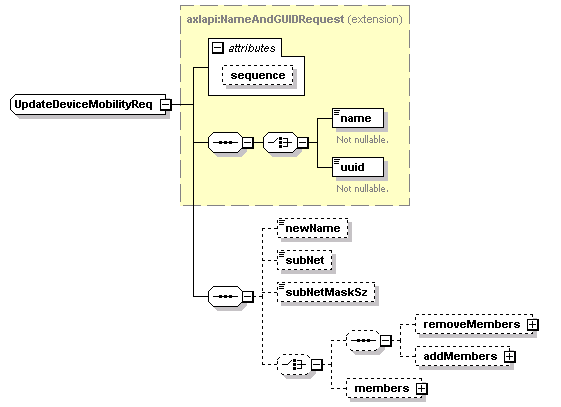 axlapi:NameAndGUIDRequest (extension)
attributes
sequence
UpdateDeviceMobilityReq
name
Not nullable.
uuid
Not nullable.
newName
subNet
subNetMaskSz
removeMembers
addMembers
members